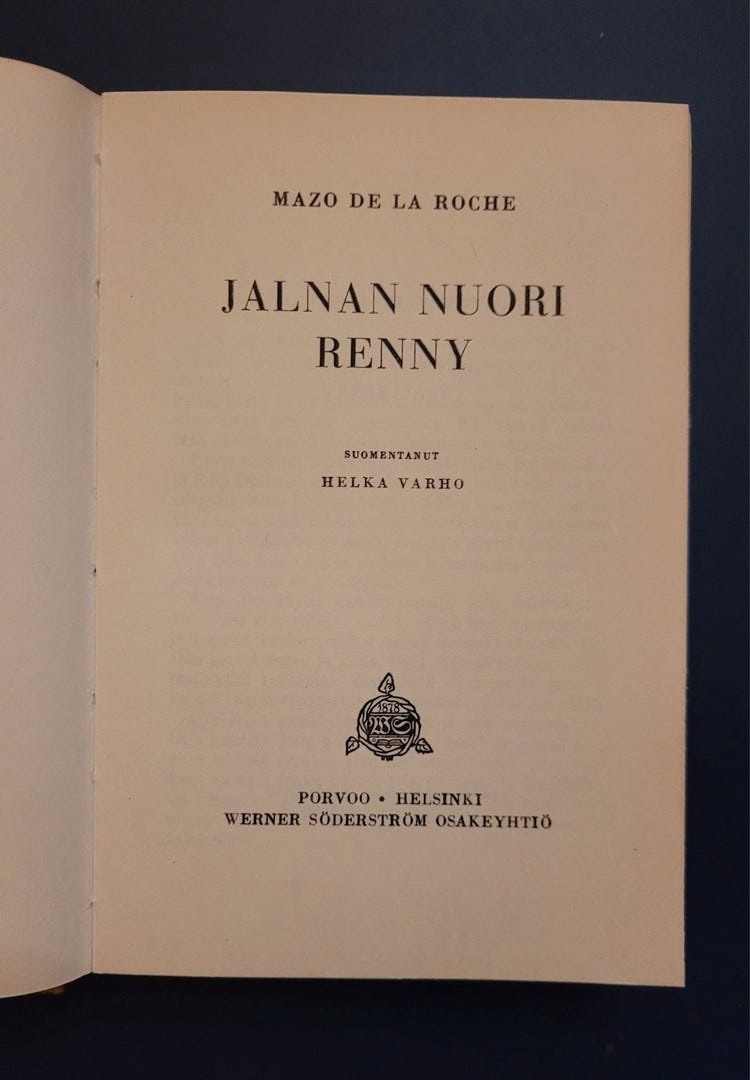 MAZO DE LA ROCHE
JALNAN NUORI
RENNY
SUOMENTANUT
HELKA VARHO
1878
WS
PORVOO • HELSINKI
WERNER SÖDERSTRÖM OSAKEYHTIÖ